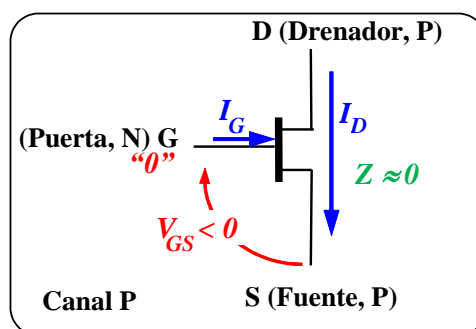 D (Drenador, P)
I_G
I_D
(Puerta, N) G
“0”
Z ≈ 0
V_GS < 0
Canal P
S (Fuente, P)